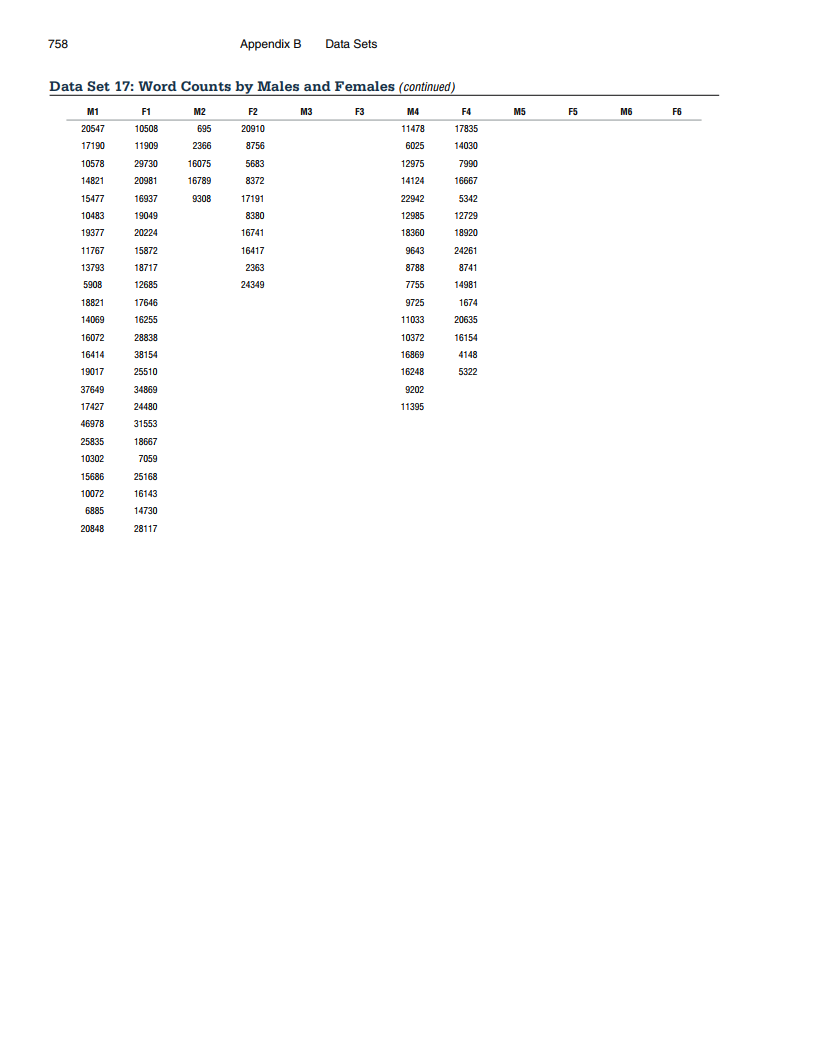 758 Appendix B Data Sets
Data Set 17: Word Counts by Males and Females (continued)
M1 F1 M2 F2 M3 F3 M4 F4 M5 F5 M6 F6
20547 10508 695 20910 11478 17835
17190 11909 2366 8756 6025 14030
10578 29730 16075 5683 12975 7990
14821 20981 16789 8372 14124 16667
15477 16937 9308 17191 22942 5342
10483 19049 8380 12985 12729
19377 20224 16741 18360 18920
11767 15872 16417 9643 24261
13793 18717 2363 8788 8741
5908 12685 24349 7755 14981
18821 17646 9725 1674
14069 16255 11033 20635
16072 28838 10372 16154
16414 38154 16869 4148
19017 25510 16248 5322
37649 34869 9202
17427 24480 11395
46978 31553
25835 18667
10302 7059
15686 25168
10072 16143
6885 14730
20848 28117